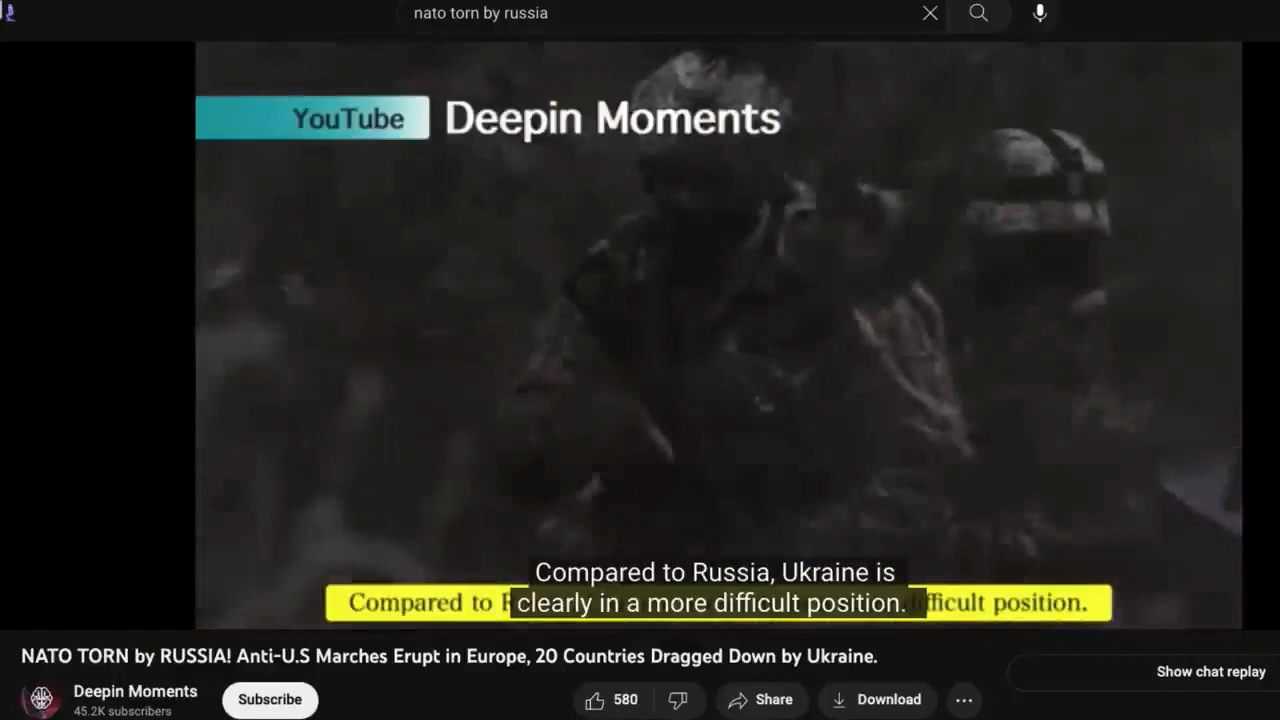 nato torn by russia
YouTube
Deepin Moments
Compared to Russia, Ukraine is
clearly in a more difficult position.
Compared to
difficult position.
NATO TORN by RUSSIA! Anti-U.S Marches Erupt in Europe, 20 Countries Dragged Down by Ukraine.
Show chat replay
Deepin Moments
45.2K subscribers
Subscribe
580
Share
Download